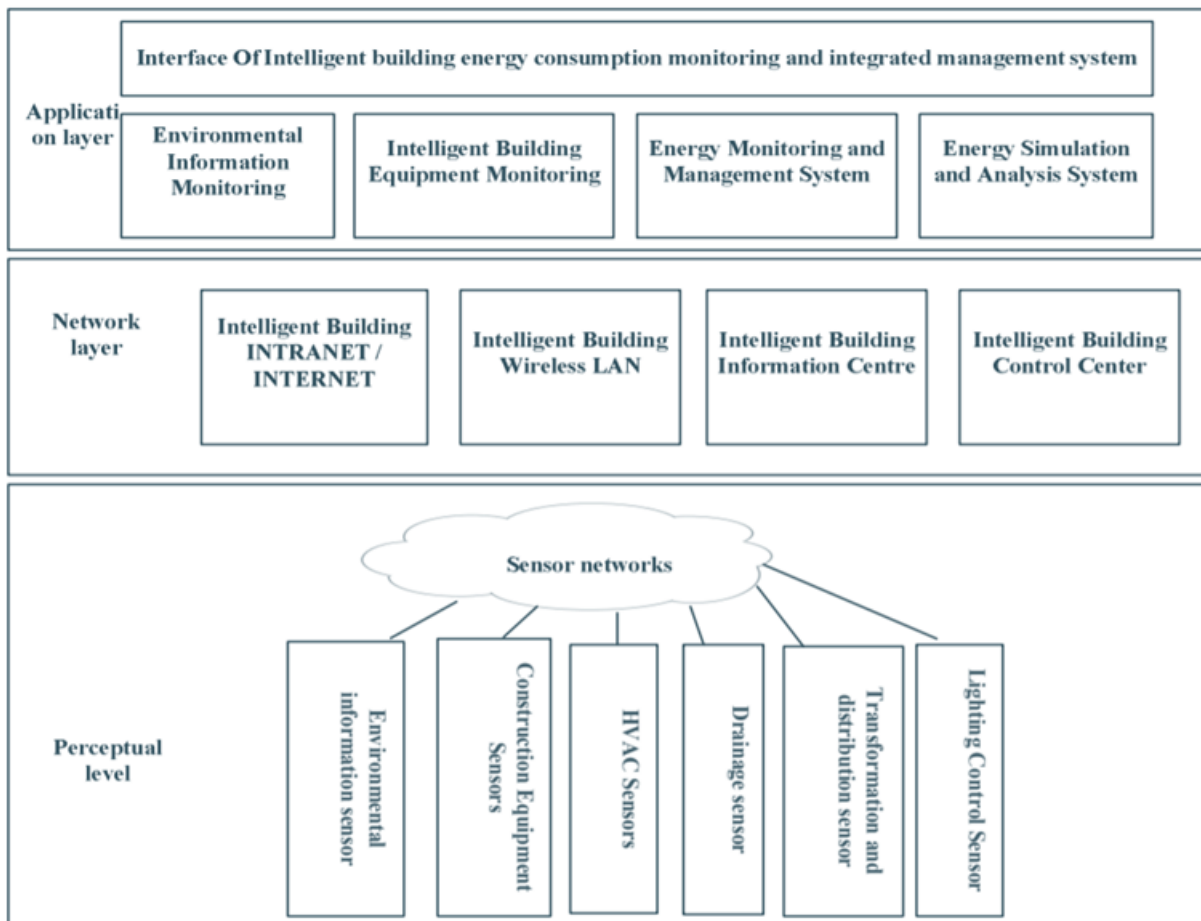 Interface Of Intelligent building energy consumption monitoring and integrated management system
Applicati
on layer
Environmental
Information
Monitoring
Intelligent Building
Equipment Monitoring
Energy Monitoring and
Management System
Energy Simulation
and Analysis System
Network
layer
Intelligent Building
INTRANET /
INTERNET
Intelligent Building
Wireless LAN
Intelligent Building
Information Centre
Intelligent Building
Control Center
Sensor networks
Perceptual
level
Environmental
information sensor
Construction Equipment
Sensors
HVAC Sensors
Drainage sensor
Transformation and
distribution sensor
Lighting Control Sensor